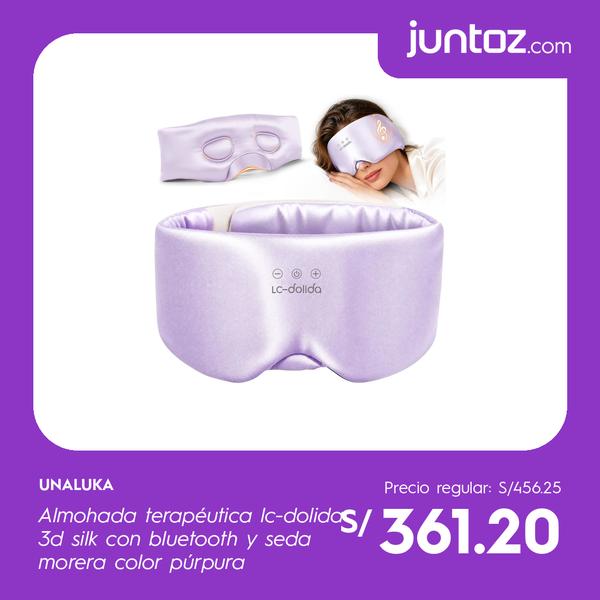 juntoz.com
LC-dolida
UNALUKA
Almohada terapéutica lc-dolida
3d silk con bluetooth y seda
morera color púrpura
Precio regular: S/456.25
S/ 361.20